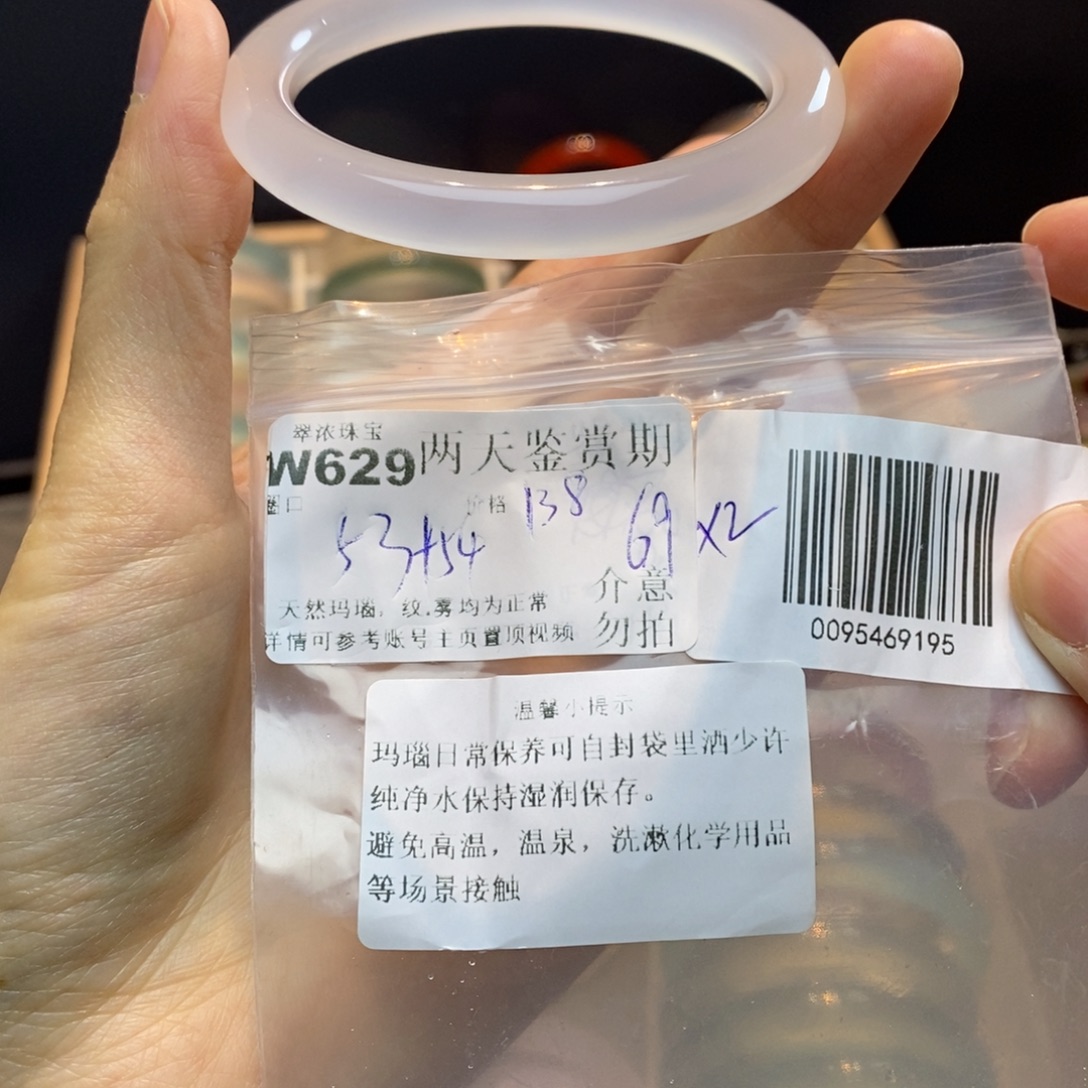 翠浓珠宝
W629 两天鉴赏期
圈口 53+54 价格 138 69 x2
天然玛瑙,纹.雾均为正常 介意
详情可参考账号主页置顶视频 勿拍
0095469195
温馨小提示
玛瑙日常保养可自封袋里洒少许
纯净水保持湿润保存。
避免高温，温泉，洗漱化学用品
等场景接触